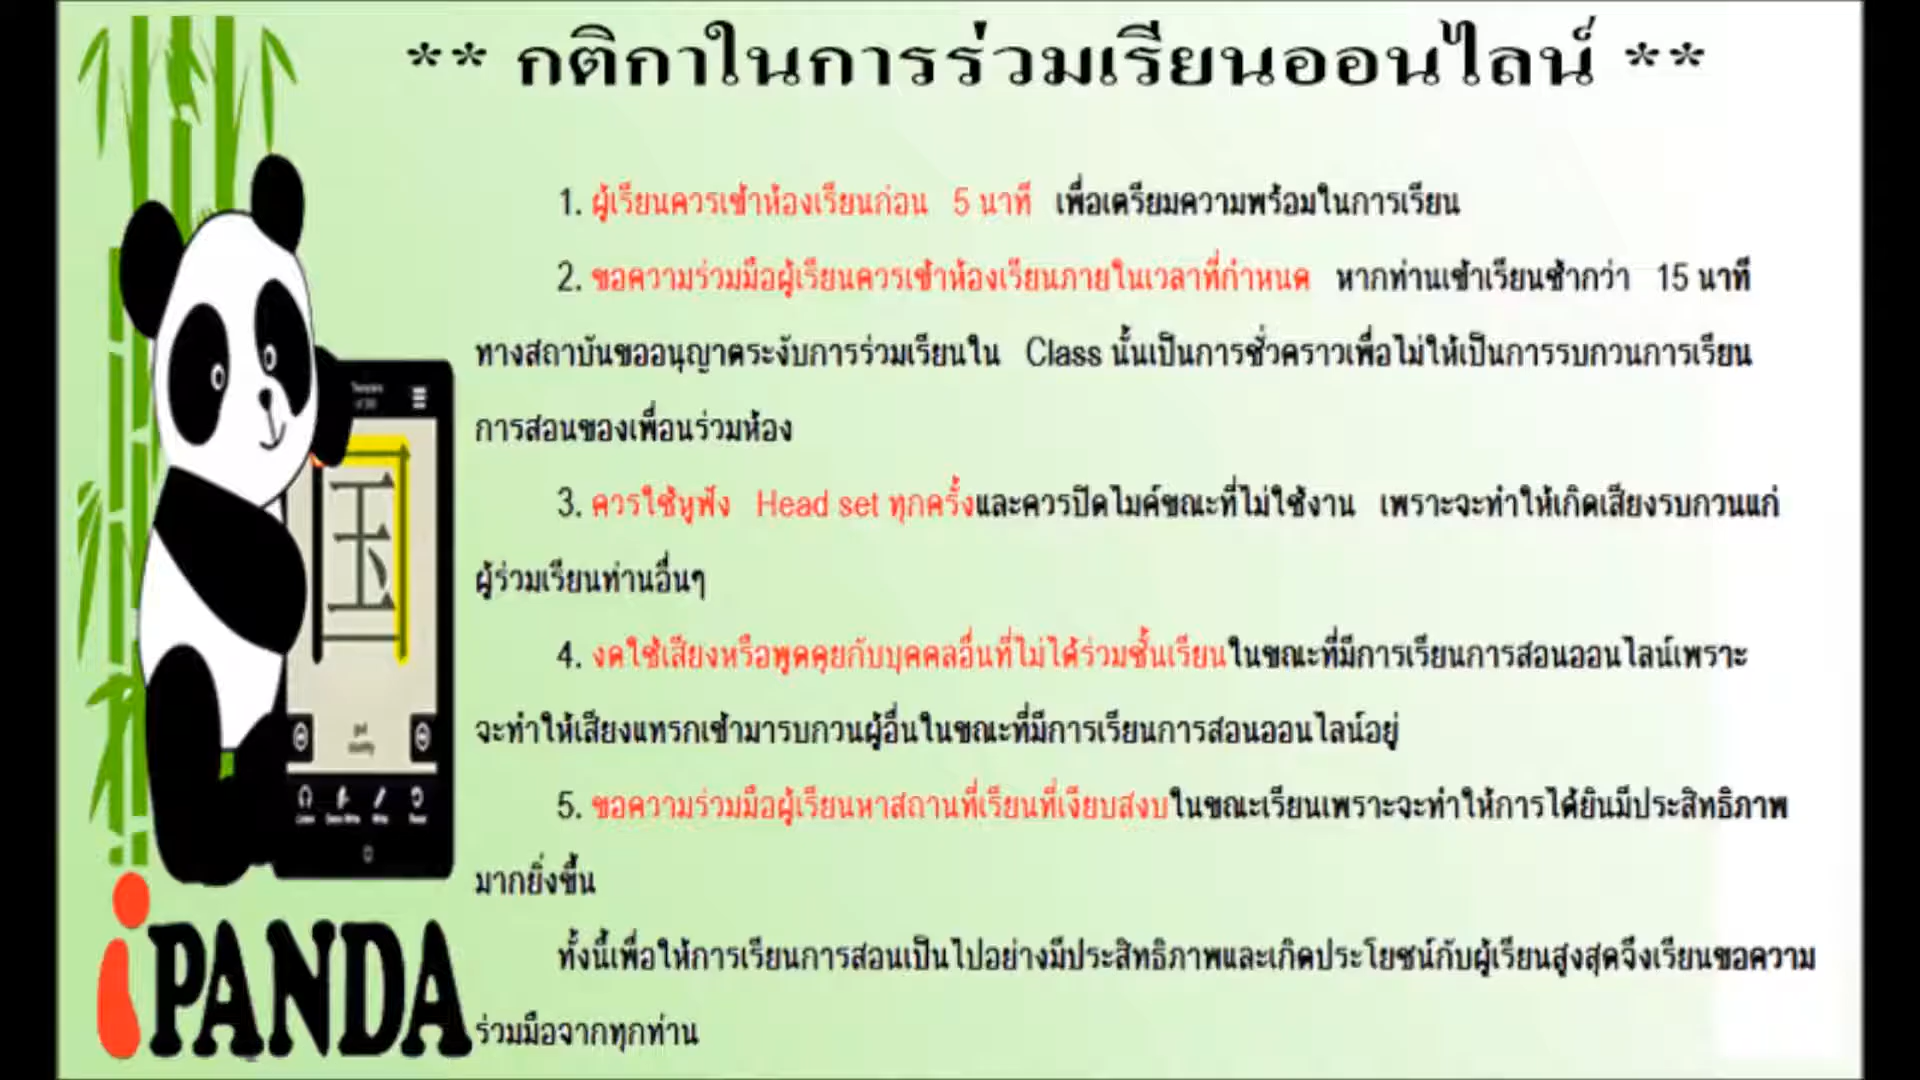 ** กติกาในการร่วมเรียนออนไลน์ **
1. ผู้เรียนควรเข้าห้องเรียนก่อน 5 นาที เพื่อเตรียมความพร้อมในการเรียน
2. ขอความร่วมมือผู้เรียนควรเข้าห้องเรียนภายในเวลาที่กำหนด หากท่านเข้าเรียนช้ากว่า 15 นาที
ทางสถาบันขออนุญาตระงับการร่วมเรียนใน Class นั้นเป็นการชั่วคราวเพื่อไม่ให้เป็นการรบกวนการเรียน
การสอนของเพื่อนร่วมห้อง
3. ควรใช้หูฟัง Head set ทุกครั้งและควรปิดไมค์ขณะที่ไม่ใช้งาน เพราะจะทำให้เกิดเสียงรบกวนแก่
ผู้ร่วมเรียนท่านอื่นๆ
4. งดใช้เสียงหรือพูดคุยกับบุคคลอื่นที่ไม่ได้ร่วมชั้นเรียนในขณะที่มีการเรียนการสอนออนไลน์เพราะ
จะทำให้เสียงแทรกเข้ามารบกวนผู้อื่นในขณะที่มีการเรียนการสอนออนไลน์อยู่
5. ขอความร่วมมือผู้เรียนหาสถานที่เรียนที่เงียบสงบในขณะเรียนเพราะจะทำให้การได้ยินมีประสิทธิภาพ
มากยิ่งขึ้น
ทั้งนี้เพื่อให้การเรียนการสอนเป็นไปอย่างมีประสิทธิภาพและเกิดประโยชน์กับผู้เรียนสูงสุดจึงเรียนขอความ
ร่วมมือจากทุกท่าน
国
iPANDA